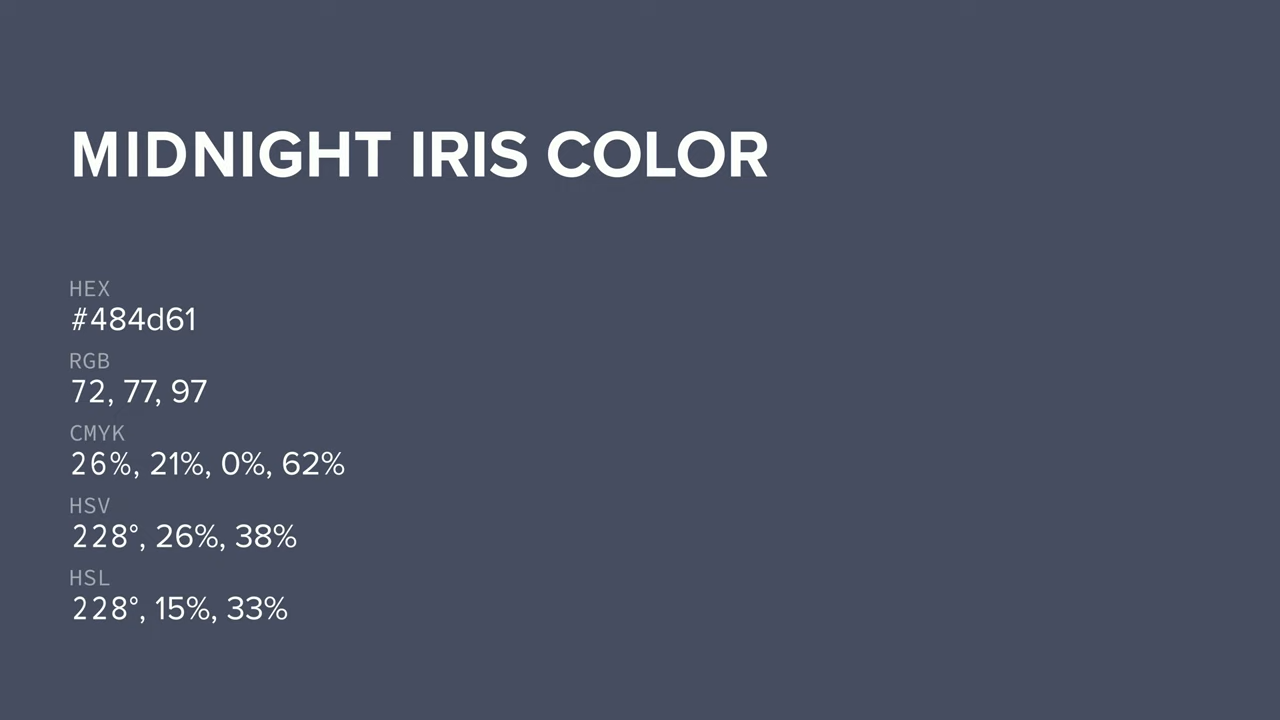 MIDNIGHT IRIS COLOR
HEX
#484d61
RGB
72, 77, 97
CMYK
26%, 21%, 0%, 62%
HSV
228°, 26%, 38%
HSL
228°, 15%, 33%